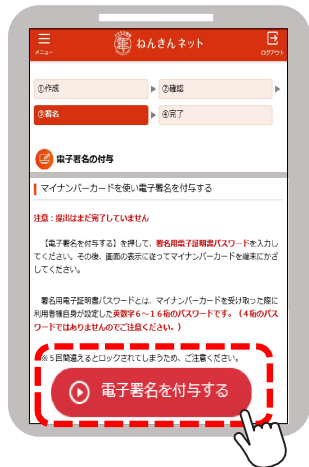 メニュー
ねんきんネット
ログアウト
①作成
②確認
③署名
④完了
電子署名の付与
マイナンバーカードを使い電子署名を付与する
注意：提出はまだ完了していません
【電子署名を付与する】を押して、署名用電子証明書パスワードを入力し
てください。その後、画面の表示に従ってマイナンバーカードを端末にかざ
してください。
署名用電子証明書パスワードとは、マイナンバーカードを受け取った際に
利用者様自身が設定した英数字６～１６桁のパスワードです。（４桁のパス
ワードではありませんのでご注意ください。）
※５回間違えるとロックされてしまうため、ご注意ください。
電子署名を付与する